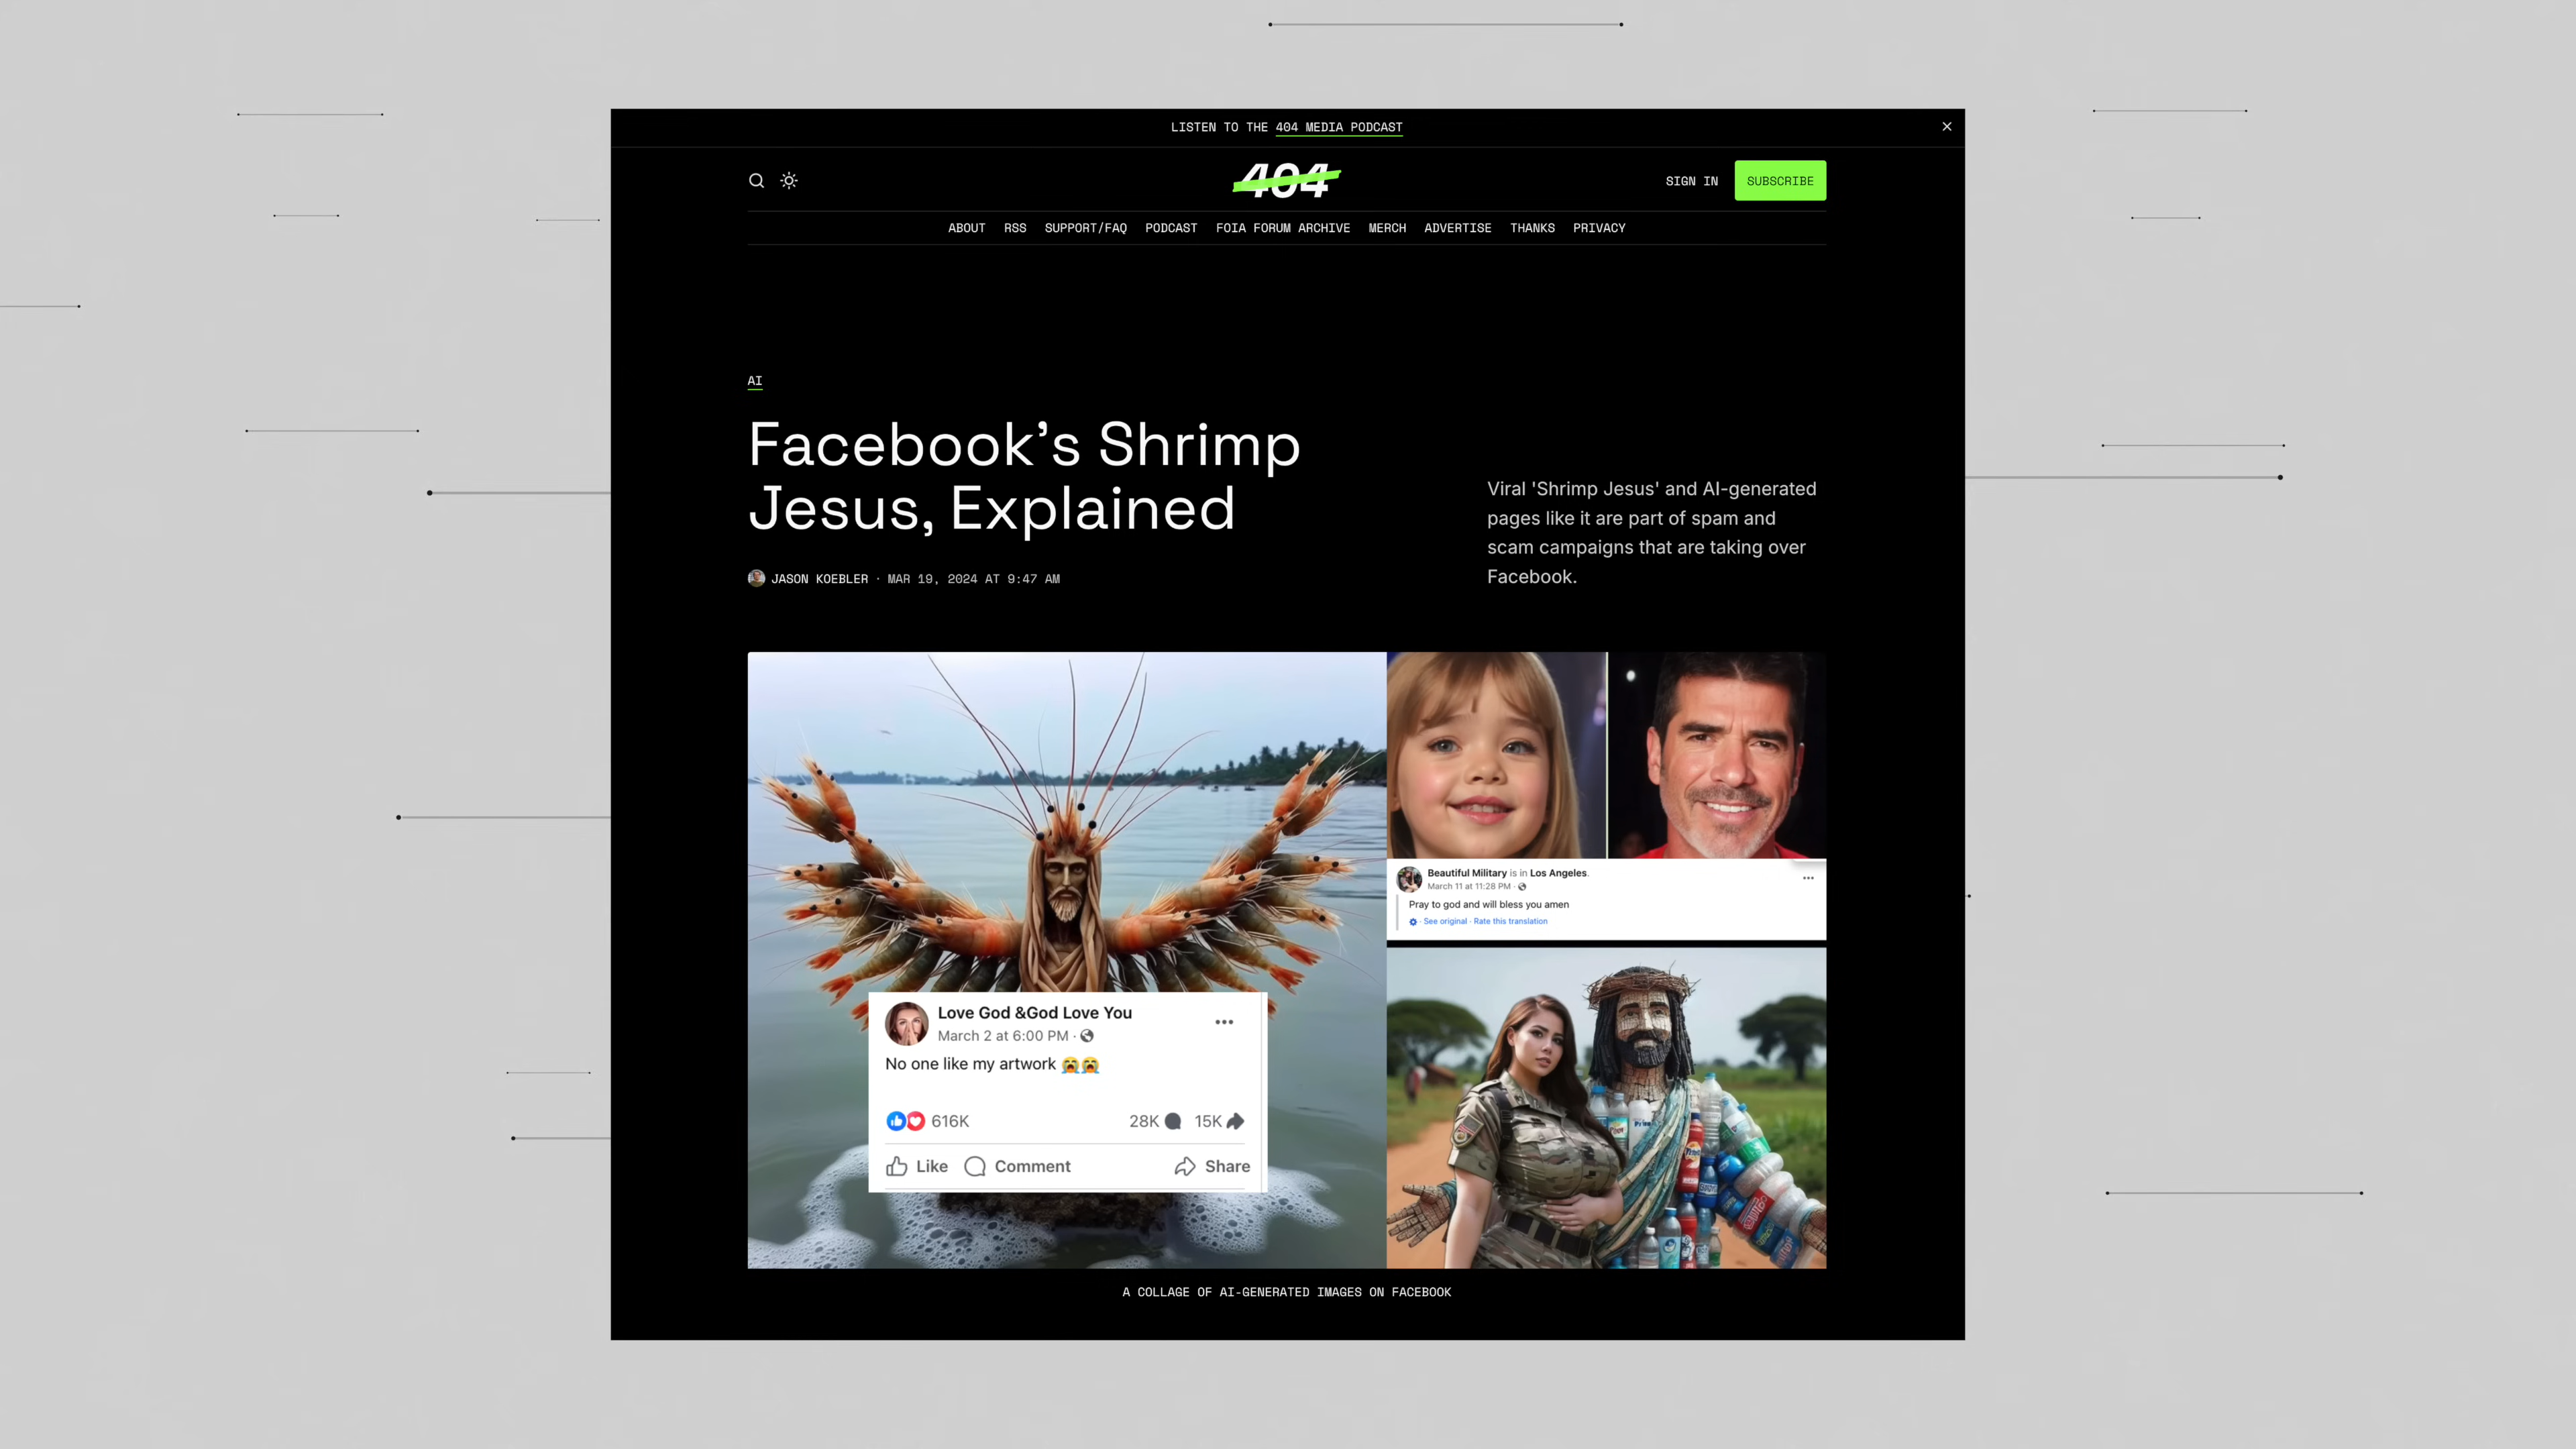 LISTEN TO THE 404 MEDIA PODCAST
404
SIGN IN
SUBSCRIBE
ABOUT RSS SUPPORT/FAQ PODCAST FOIA FORUM ARCHIVE MERCH ADVERTISE THANKS PRIVACY
AI
Facebook’s Shrimp
Jesus, Explained
JASON KOEBLER · MAR 19, 2024 AT 9:47 AM
Viral 'Shrimp Jesus' and AI-generated
pages like it are part of spam and
scam campaigns that are taking over
Facebook.
Love God &God Love You
March 2 at 6:00 PM ·
No one like my artwork 😭😭
616K 28K 15K
Like Comment Share
Beautiful Military is in Los Angeles.
March 11 at 11:28 PM ·
Pray to god and will bless you amen
· See original · Rate this translation
A COLLAGE OF AI-GENERATED IMAGES ON FACEBOOK